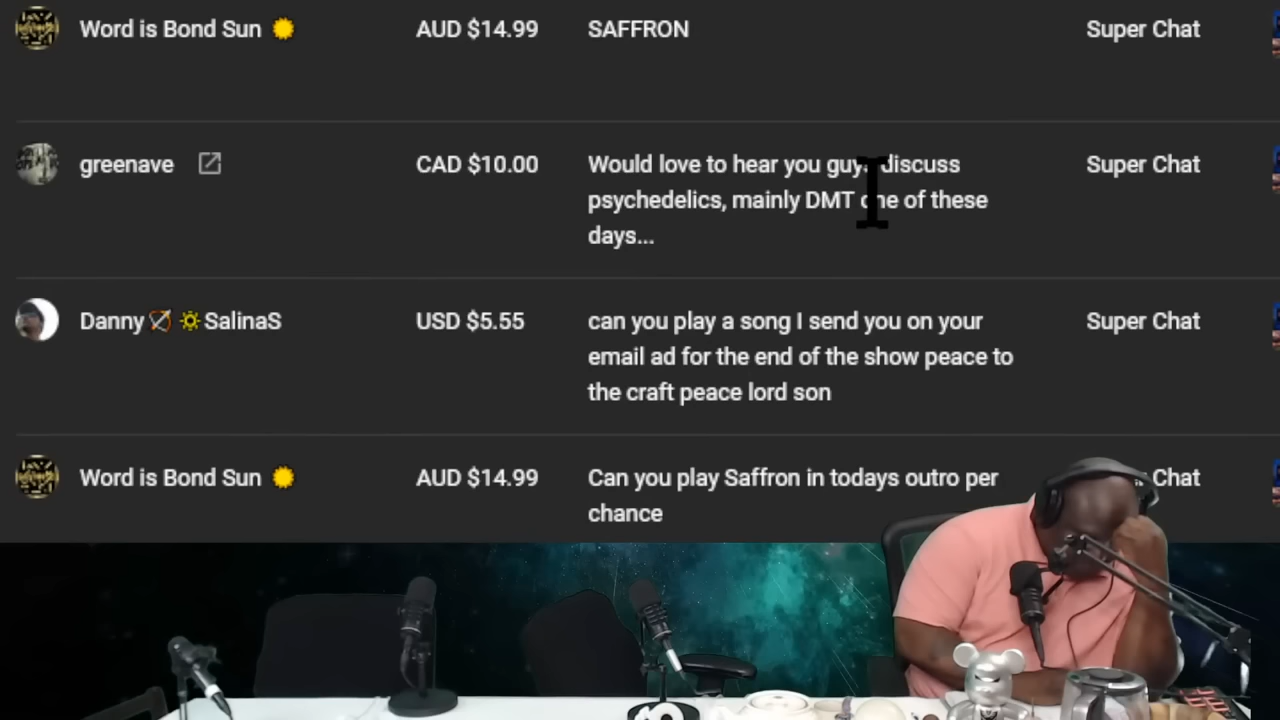 Word is Bond Sun AUD $14.99 SAFFRON Super Chat
greenave CAD $10.00 Would love to hear you guys discuss Super Chat
psychedelics, mainly DMT one of these
days...
Danny SalinaS USD $5.55 can you play a song I send you on your Super Chat
email ad for the end of the show peace to
the craft peace lord son
Word is Bond Sun AUD $14.99 Can you play Saffron in todays outro per Chat
chance